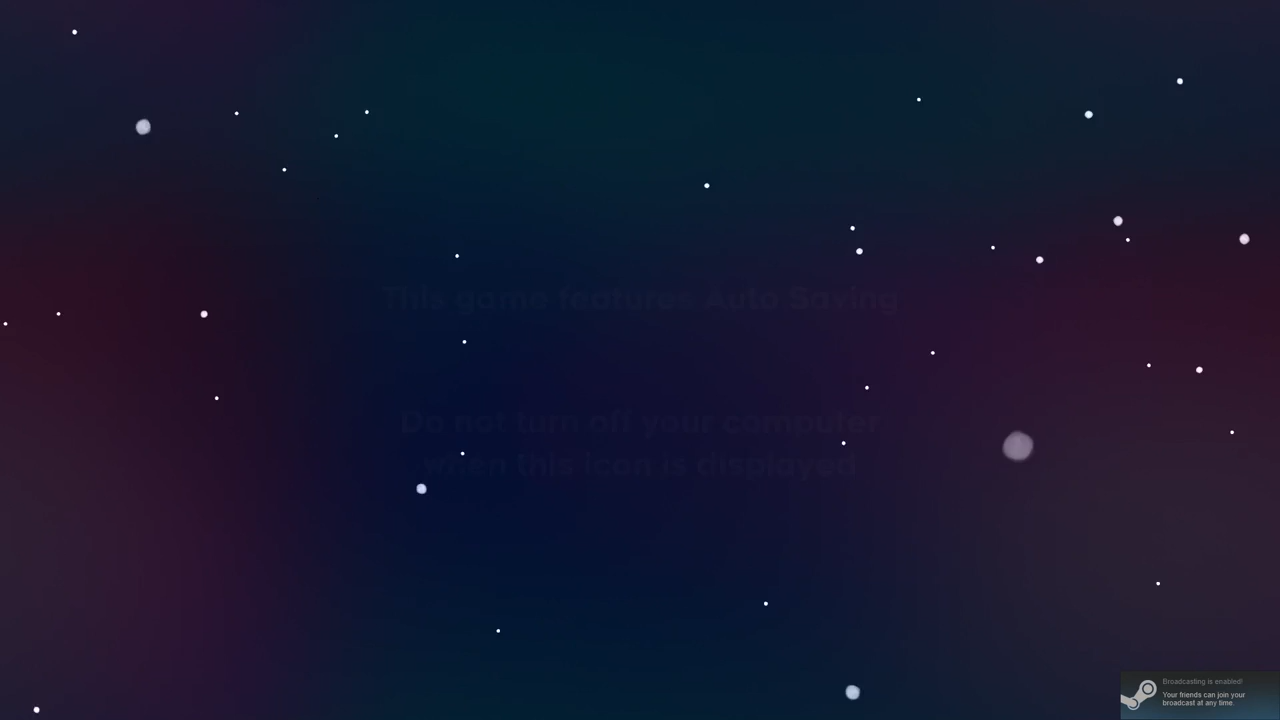 This game features Auto Saving
Do not turn off your computer
when this icon is displayed
Broadcasting is enabled!
Your friends can join your
broadcast at any time.